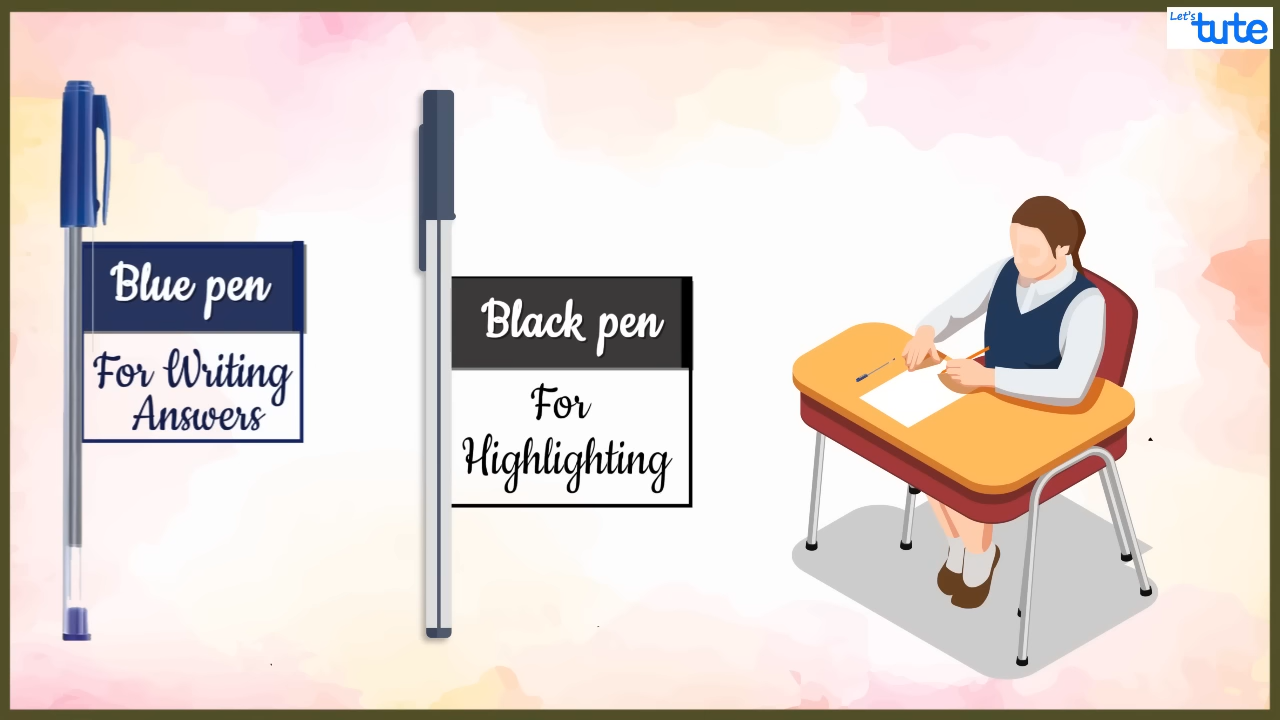 Let's
tute
Blue pen
For Writing
Answers
Black pen
For
Highlighting